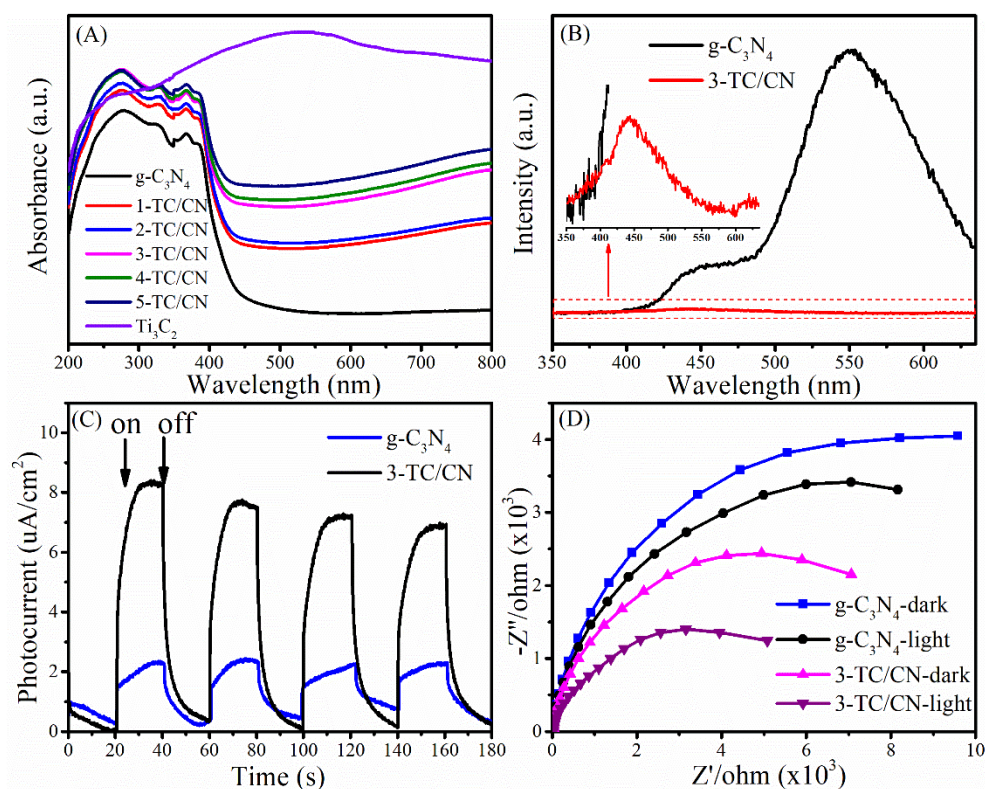 (A)
Absorbance (a.u.)
g-C₃N₄
1-TC/CN
2-TC/CN
3-TC/CN
4-TC/CN
5-TC/CN
Ti₃C₂
200 300 400 500 600 700 800
Wavelength (nm)
(B)
Intensity (a.u.)
g-C₃N₄
3-TC/CN
350 400 450 500 550 600
350 400 450 500 550 600
Wavelength (nm)
(C)
on off
Photocurrent (uA/cm²)
g-C₃N₄
3-TC/CN
10
8
6
4
2
0
0 20 40 60 80 100 120 140 160 180
Time (s)
(D)
-Z''/ohm (x10³)
4
3
2
1
0
g-C₃N₄-dark
g-C₃N₄-light
3-TC/CN-dark
3-TC/CN-light
0 2 4 6 8 10
Z'/ohm (x10³)